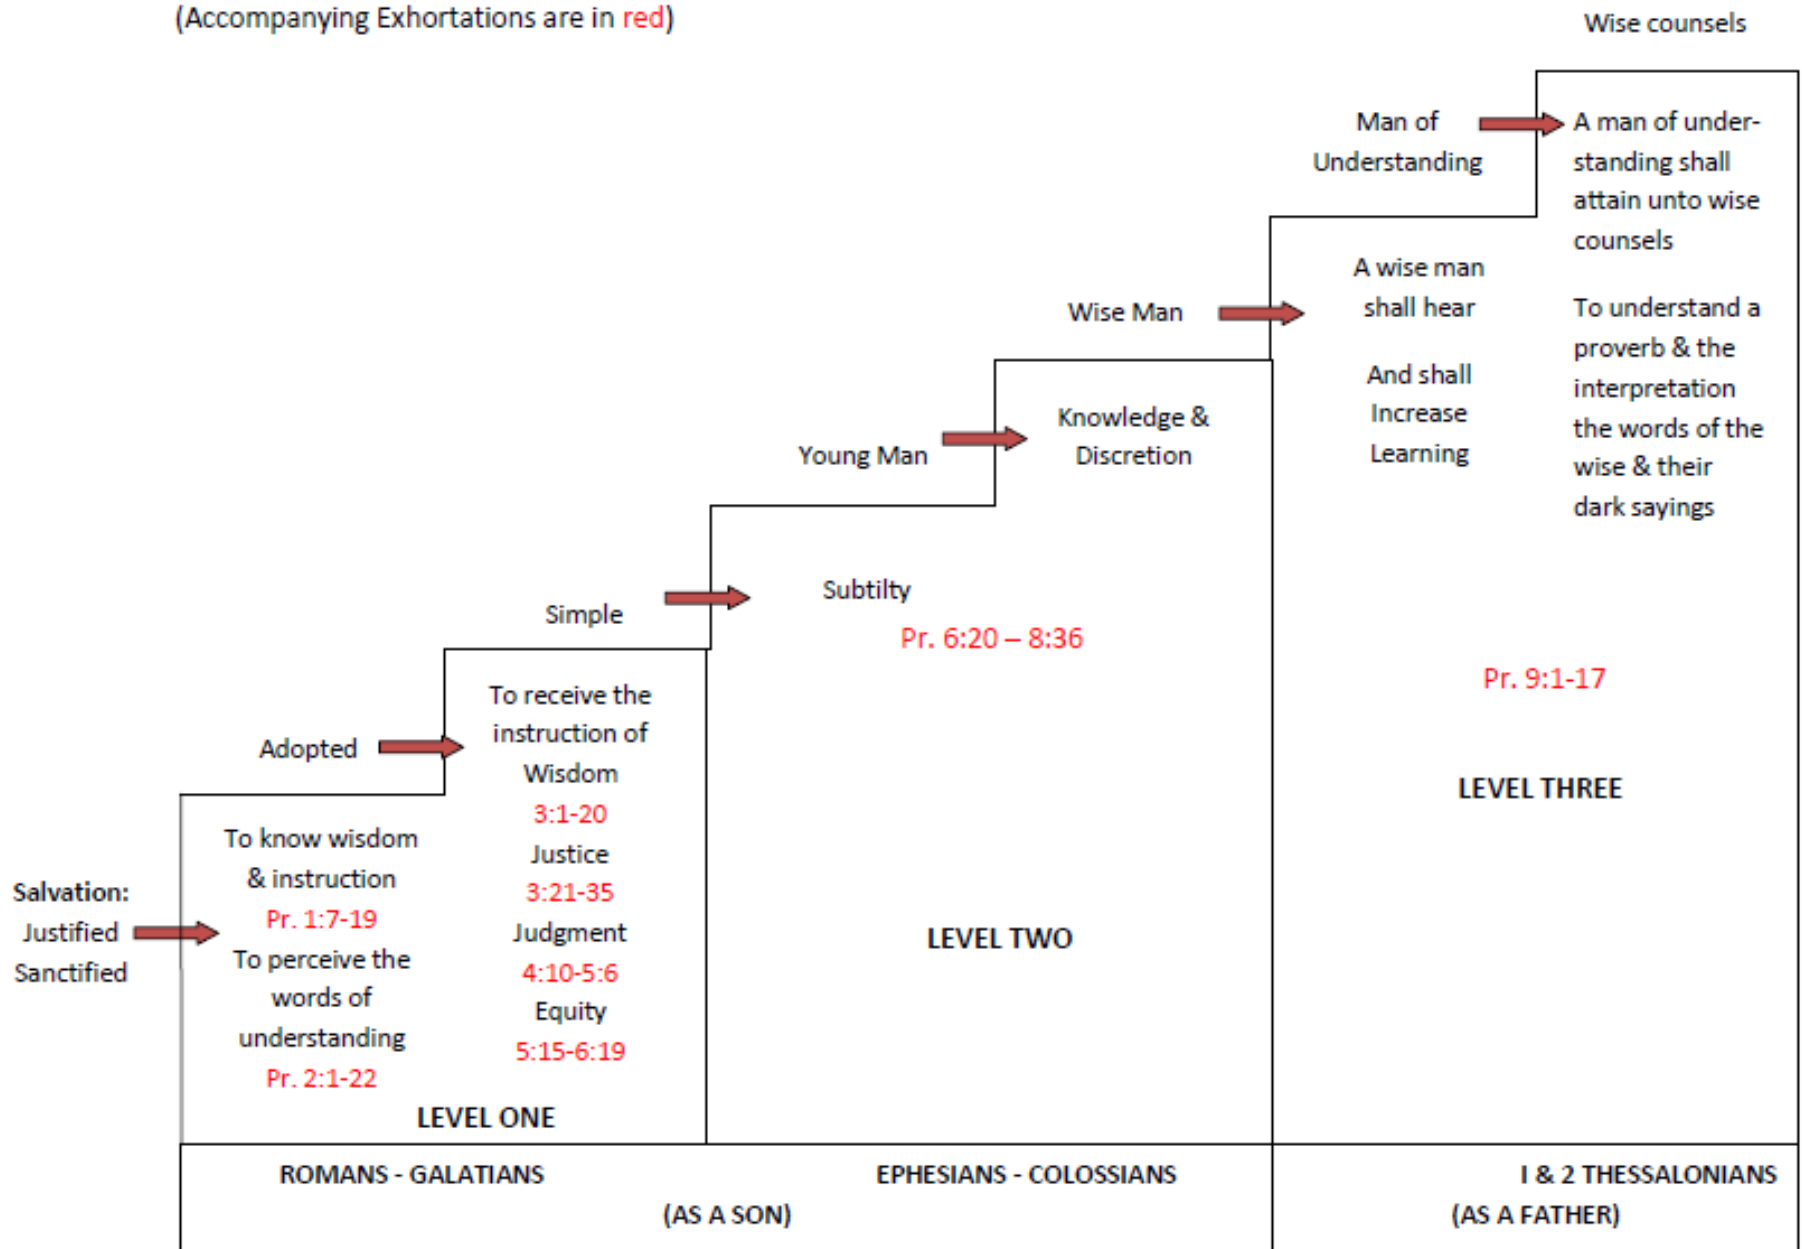 (Accompanying Exhortations are in red)
Wise counsels
Man of
Understanding
A man of under-
standing shall
attain unto wise
counsels
To understand a
proverb & the
interpretation
the words of the
wise & their
dark sayings
Wise Man
A wise man
shall hear
And shall
Increase
Learning
Pr. 9:1-17
LEVEL THREE
Young Man
Knowledge &
Discretion
Simple
Subtilty
Pr. 6:20 – 8:36
LEVEL TWO
Adopted
To receive the
instruction of
Wisdom
3:1-20
Justice
3:21-35
Judgment
4:10-5:6
Equity
5:15-6:19
Salvation:
Justified
Sanctified
To know wisdom
& instruction
Pr. 1:7-19
To perceive the
words of
understanding
Pr. 2:1-22
LEVEL ONE
ROMANS - GALATIANS
EPHESIANS - COLOSSIANS
I & 2 THESSALONIANS
(AS A SON)
(AS A FATHER)